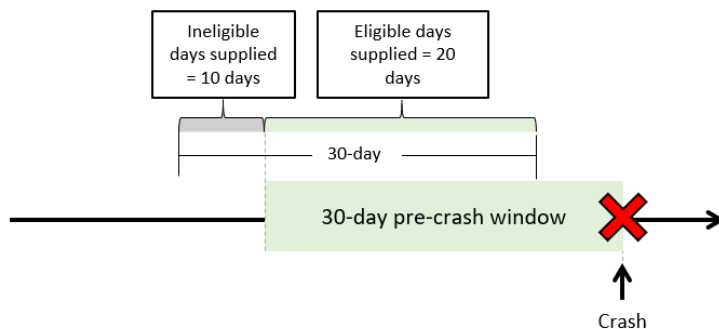 Ineligible
days supplied
= 10 days
Eligible days
supplied = 20
days
30-day
30-day pre-crash window
Crash